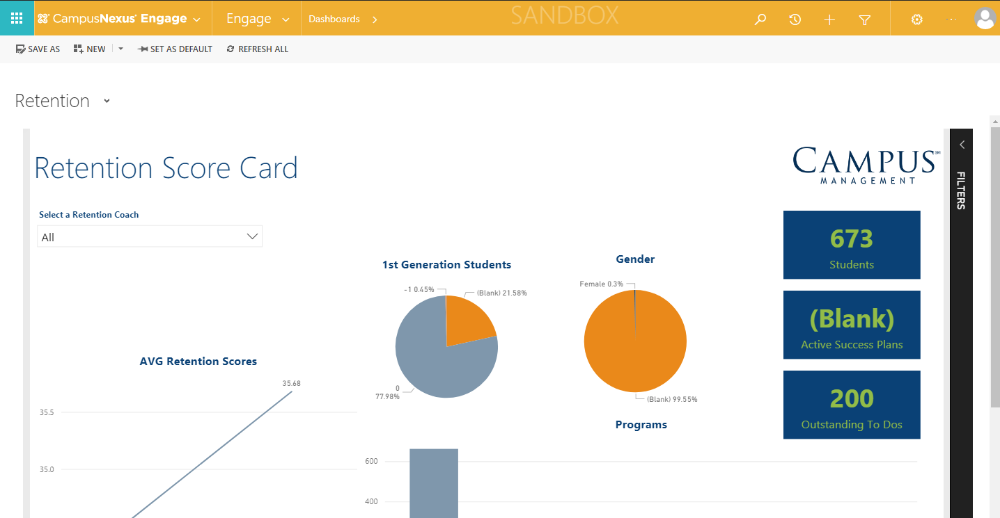 CampusNexus® Engage
Engage
Dashboards
SANDBOX
SAVE AS
NEW
SET AS DEFAULT
REFRESH ALL
Retention
Retention Score Card
CAMPUS℠
MANAGEMENT
FILTERS
Select a Retention Coach
All
673
Students
(Blank)
Active Success Plans
200
Outstanding To Dos
1st Generation Students
-1 0.45%
(Blank) 21.58%
0
77.98%
Gender
Female 0.3%
(Blank) 99.55%
AVG Retention Scores
35.68
35.5
35.0
Programs
600
400